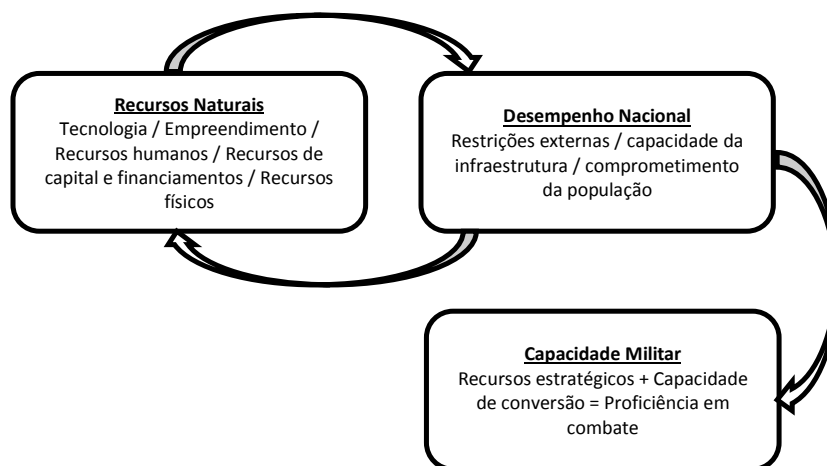 Recursos Naturais
Tecnologia / Empreendimento /
Recursos humanos / Recursos de
capital e financiamentos / Recursos
físicos
Desempenho Nacional
Restrições externas / capacidade da
infraestrutura / comprometimento
da população
Capacidade Militar
Recursos estratégicos + Capacidade
de conversão = Proficiência em
combate